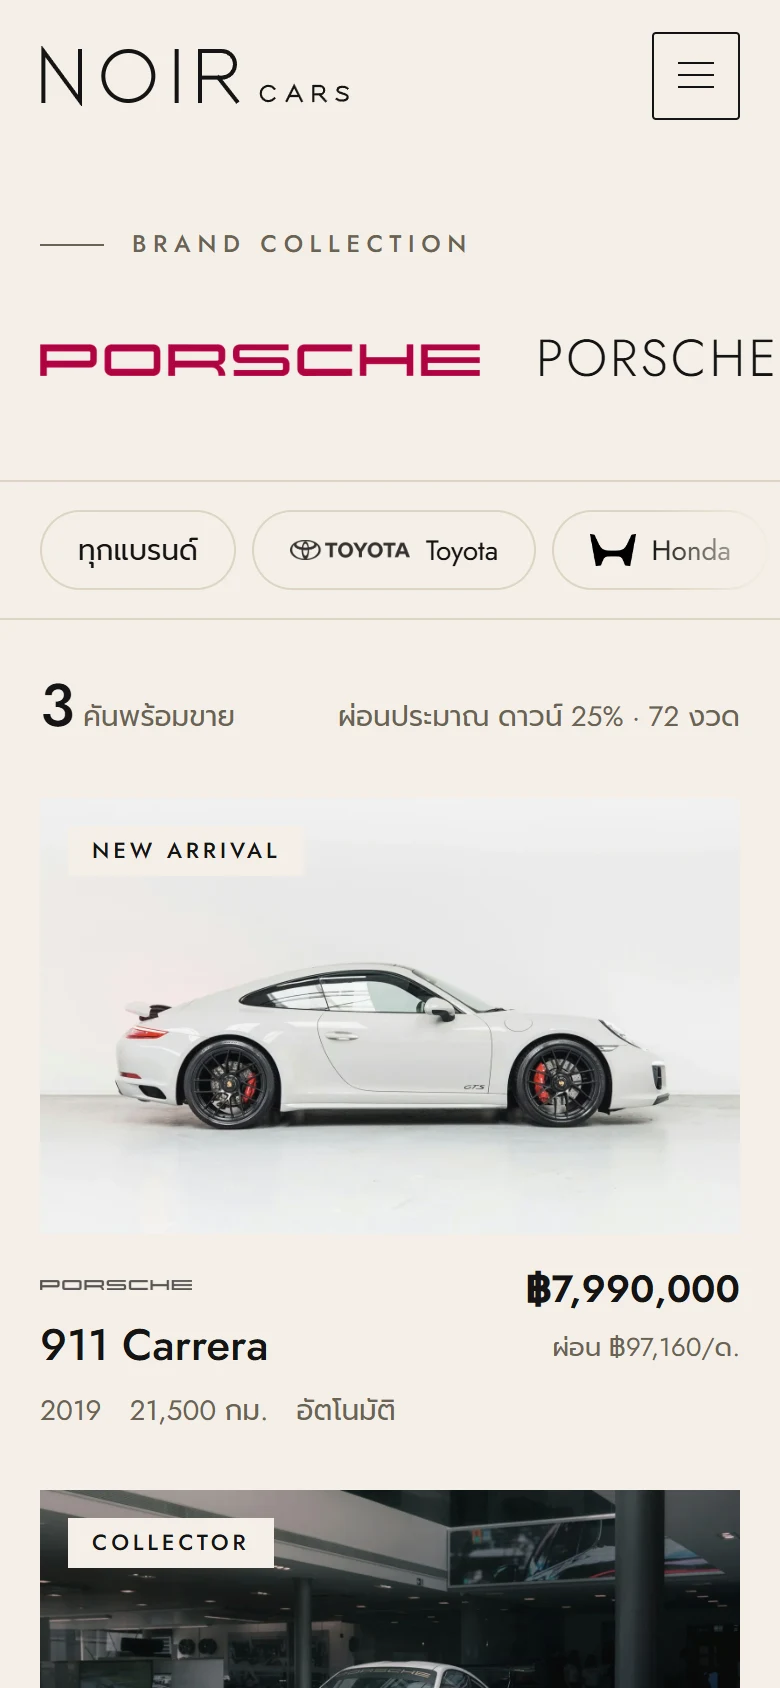 NOIR CARS
BRAND COLLECTION
PORSCHE PORSCHE
ทุกแบรนด์ TOYOTA Toyota Honda
3 คันพร้อมขาย ผ่อนประมาณ ดาวน์ 25% · 72 งวด
NEW ARRIVAL
GTS
PORSCHE
฿7,990,000
911 Carrera
ผ่อน ฿97,160/ด.
2019 21,500 กม. อัตโนมัติ
COLLECTOR
PORSCHE